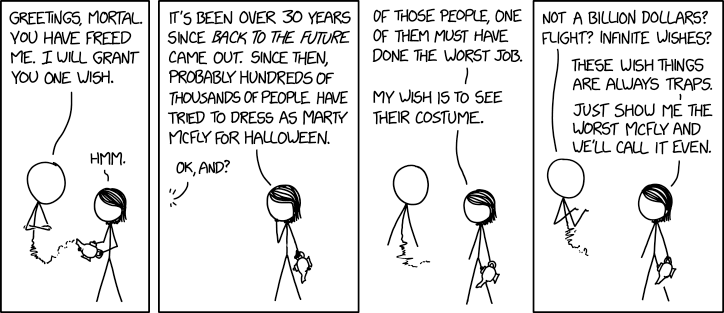 GREETINGS, MORTAL.
YOU HAVE FREED
ME. I WILL GRANT
YOU ONE WISH.
HMM.
IT'S BEEN OVER 30 YEARS
SINCE BACK TO THE FUTURE
CAME OUT. SINCE THEN,
PROBABLY HUNDREDS OF
THOUSANDS OF PEOPLE HAVE
TRIED TO DRESS AS MARTY
MCFLY FOR HALLOWEEN.
OK, AND?
OF THOSE PEOPLE, ONE
OF THEM MUST HAVE
DONE THE WORST JOB.
MY WISH IS TO SEE
THEIR COSTUME.
NOT A BILLION DOLLARS?
FLIGHT? INFINITE WISHES?
THESE WISH THINGS
ARE ALWAYS TRAPS.
JUST SHOW ME THE
WORST MCFLY AND
WE'LL CALL IT EVEN.